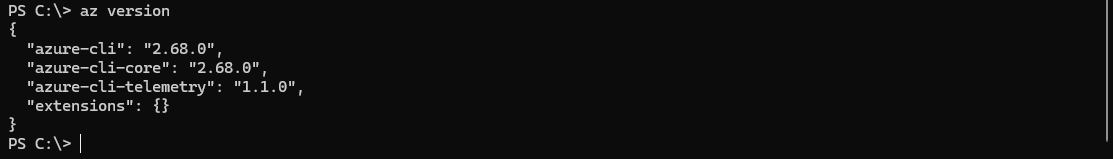 PS C:\> az version
{
  "azure-cli": "2.68.0",
  "azure-cli-core": "2.68.0",
  "azure-cli-telemetry": "1.1.0",
  "extensions": {}
}
PS C:\>